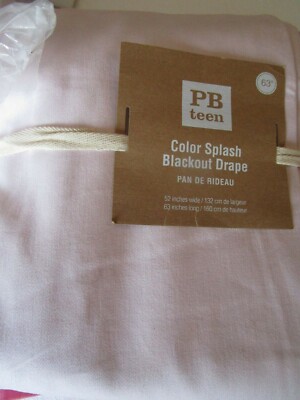 63"
PB
teen
Color Splash
Blackout Drape
PAN DE RIDEAU
52 inches wide / 132 cm de largeur
63 inches long / 160 cm de hauteur